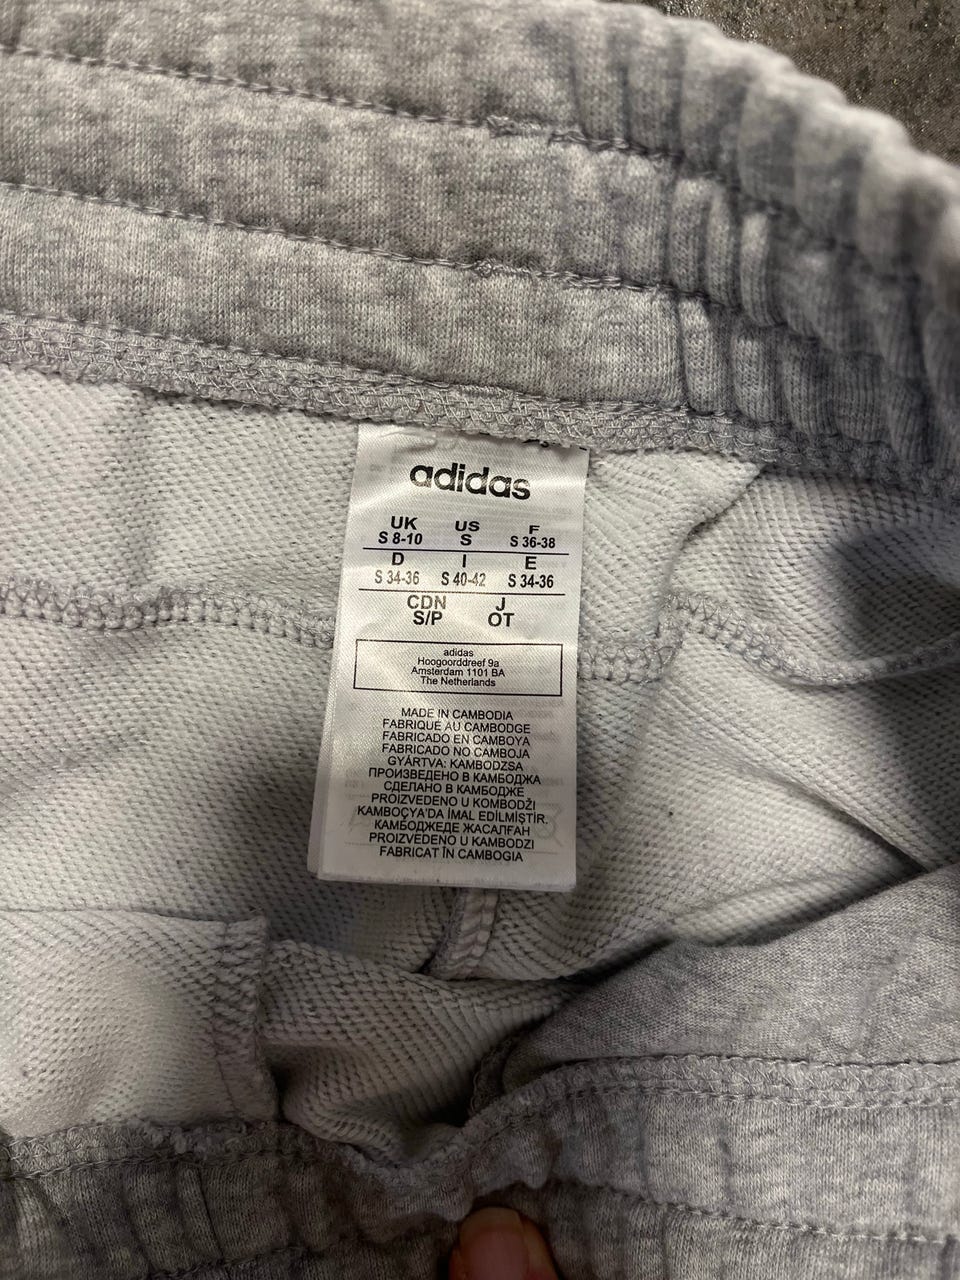 adidas
UK US F
S 8-10 S S 36-38
D I E
S 34-36 S 40-42 S 34-36
CDN J
S/P OT
adidas
Hoogoorddreef 9a
Amsterdam 1101 BA
The Netherlands
MADE IN CAMBODIA
FABRIQUÉ AU CAMBODGE
FABRICADO EN CAMBOYA
FABRICADO NO CAMBOJA
GYÁRTVA: KAMBODZSA
ПРОИЗВЕДЕНО В КАМБОДЖА
СДЕЛАНО В КАМБОДЖЕ
PROIZVEDENO U KOMBODŽI
KAMBOÇYA'DA İMAL EDİLMİŞTİR.
КАМБОДЖЕДЕ ЖАСАЛҒАН
PROIZVEDENO U KAMBODZI
FABRICAT ÎN CAMBOGIA